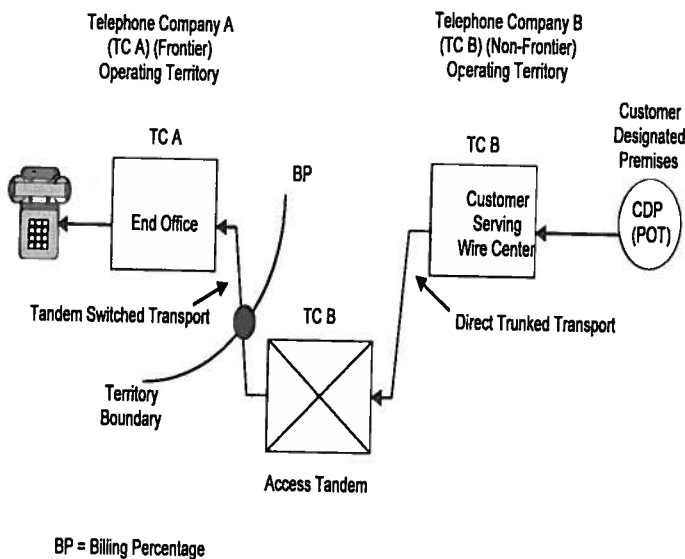 Telephone Company A
(TC A) (Frontier)
Operating Territory
Telephone Company B
(TC B) (Non-Frontier)
Operating Territory
Customer
Designated
Premises
TC A
BP
TC B
End Office
Customer
Serving
Wire Center
CDP
(POT)
Tandem Switched Transport
TC B
Direct Trunked Transport
Territory
Boundary
Access Tandem
BP = Billing Percentage